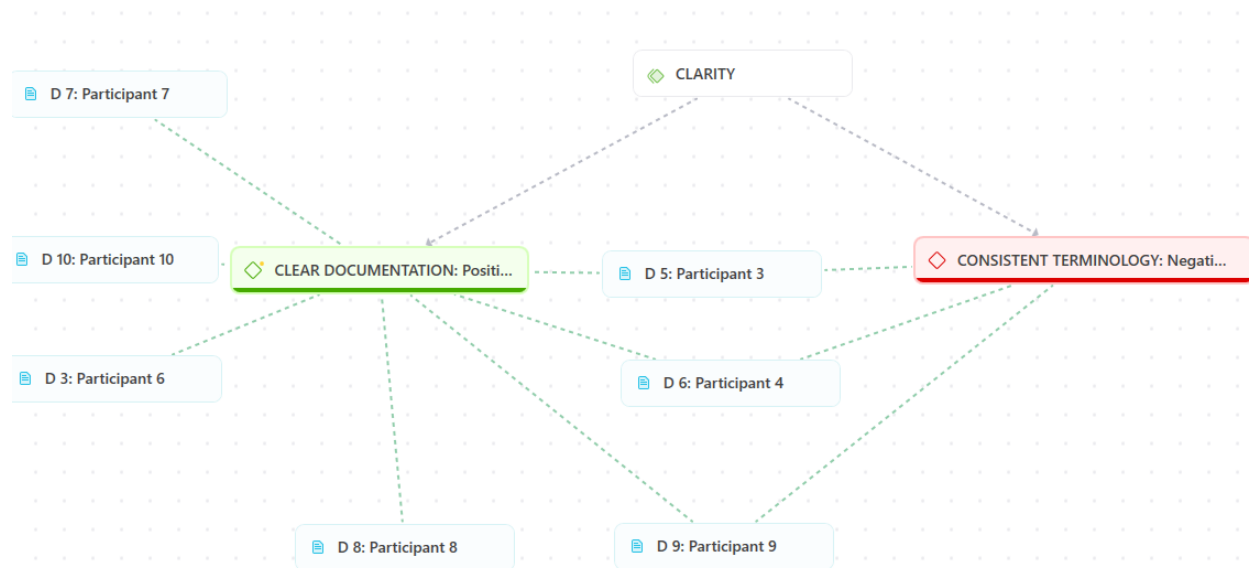 CLARITY
D 7: Participant 7
D 10: Participant 10
CLEAR DOCUMENTATION: Positi...
D 5: Participant 3
CONSISTENT TERMINOLOGY: Negati...
D 3: Participant 6
D 6: Participant 4
D 8: Participant 8
D 9: Participant 9